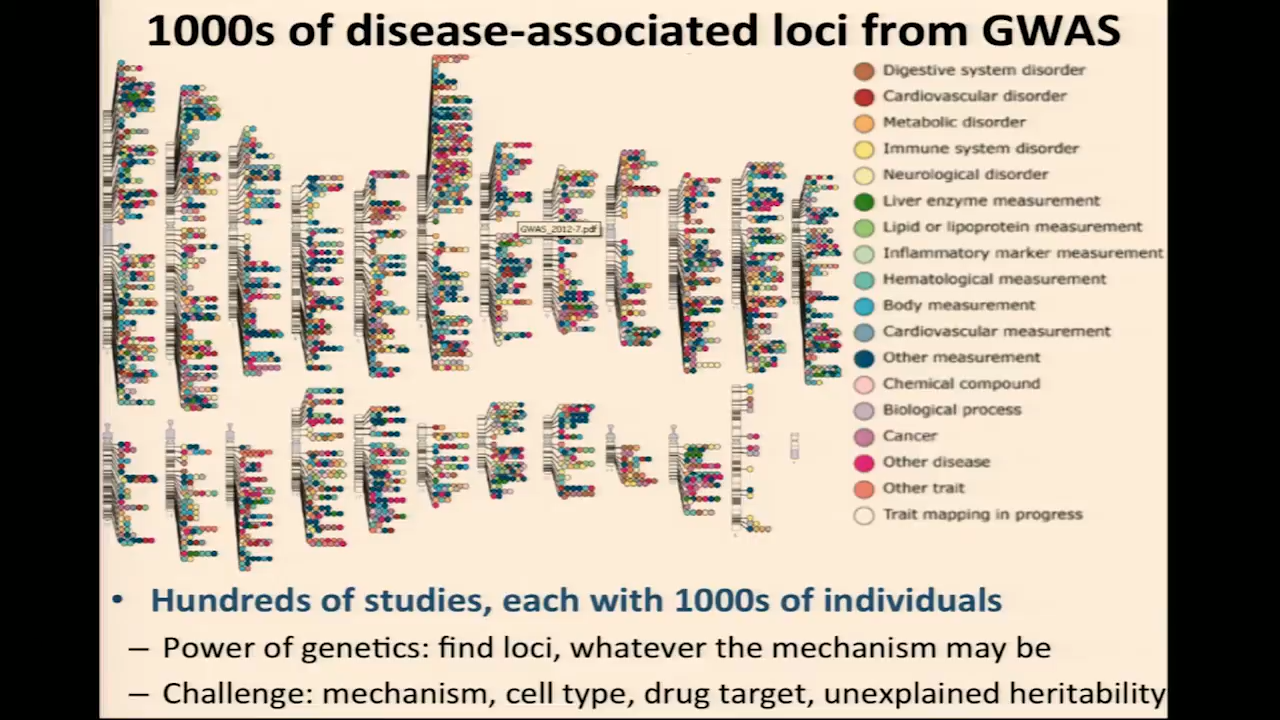 1000s of disease-associated loci from GWAS
Digestive system disorder
Cardiovascular disorder
Metabolic disorder
Immune system disorder
Neurological disorder
Liver enzyme measurement
Lipid or lipoprotein measurement
Inflammatory marker measurement
Hematological measurement
Body measurement
Cardiovascular measurement
Other measurement
Chemical compound
Biological process
Cancer
Other disease
Other trait
Trait mapping in progress
GWAS_2012-7.pdf
• Hundreds of studies, each with 1000s of individuals
– Power of genetics: find loci, whatever the mechanism may be
– Challenge: mechanism, cell type, drug target, unexplained heritability